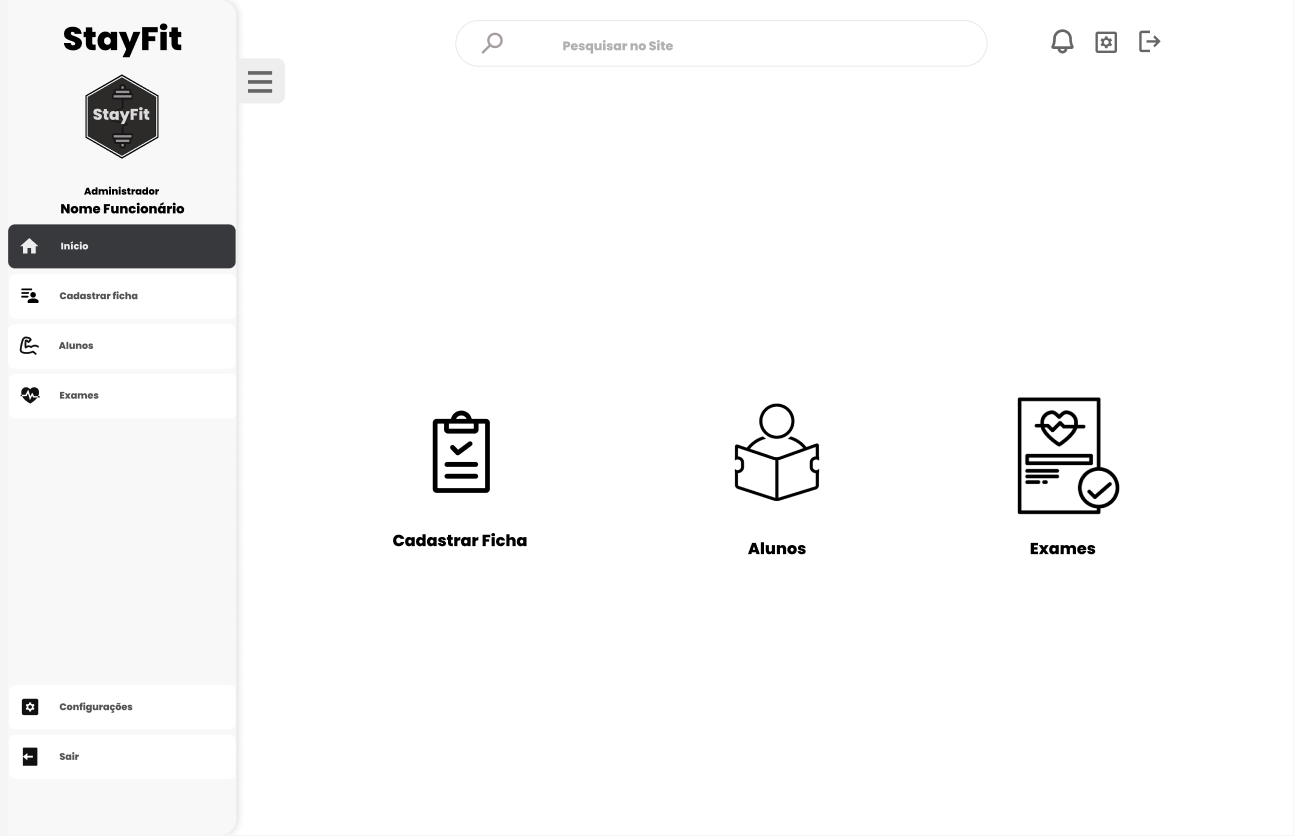 StayFit
StayFit
Administrador
Nome Funcionário
Início
Cadastrar ficha
Alunos
Exames
Configurações
Sair
Pesquisar no Site
Cadastrar Ficha
Alunos
Exames